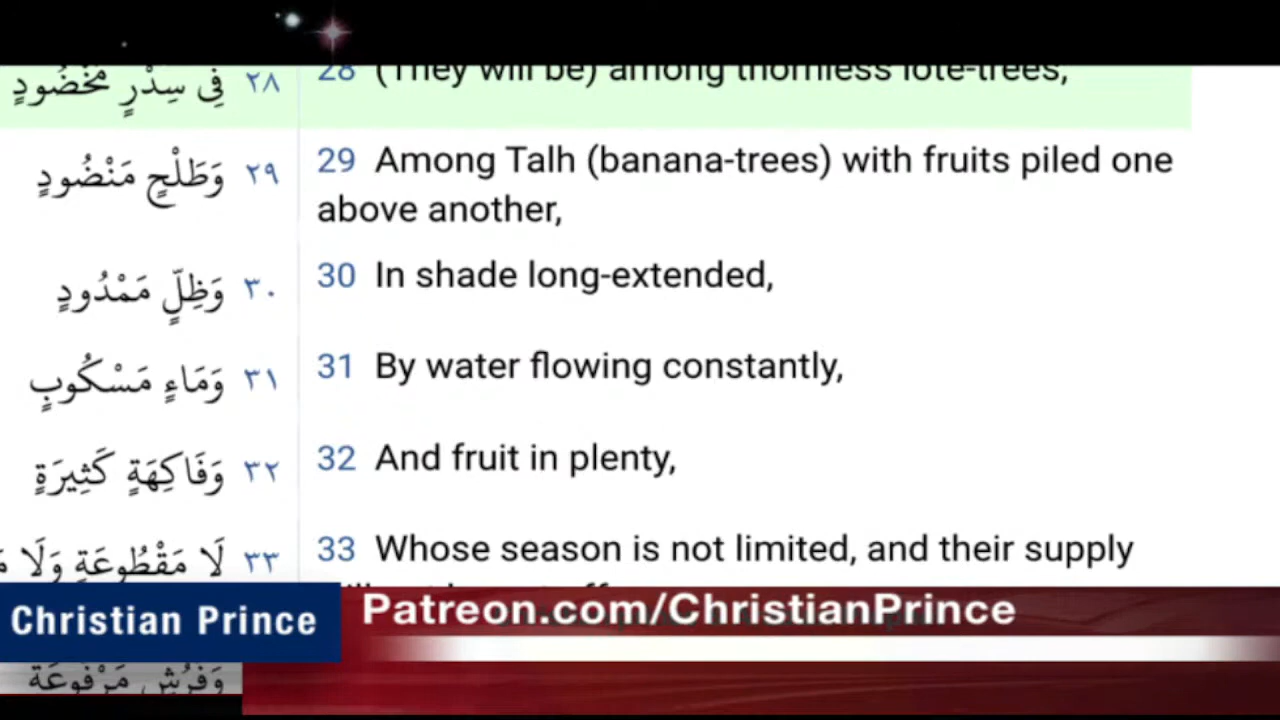 فِي سِدْرٍ مَخْضُودٍ ٢٨
28 (They will be) among thornless lote-trees,
وَطَلْحٍ مَنْضُودٍ ٢٩
29 Among Talh (banana-trees) with fruits piled one
above another,
وَظِلٍّ مَمْدُودٍ ٣٠
30 In shade long-extended,
وَمَاءٍ مَسْكُوبٍ ٣١
31 By water flowing constantly,
وَفَاكِهَةٍ كَثِيرَةٍ ٣٢
32 And fruit in plenty,
لَا مَقْطُوعَةٍ وَلَا ٣٣
33 Whose season is not limited, and their supply
Christian Prince
Patreon.com/ChristianPrince
وَفُرُشٍ مَرْفُوعَةٍ